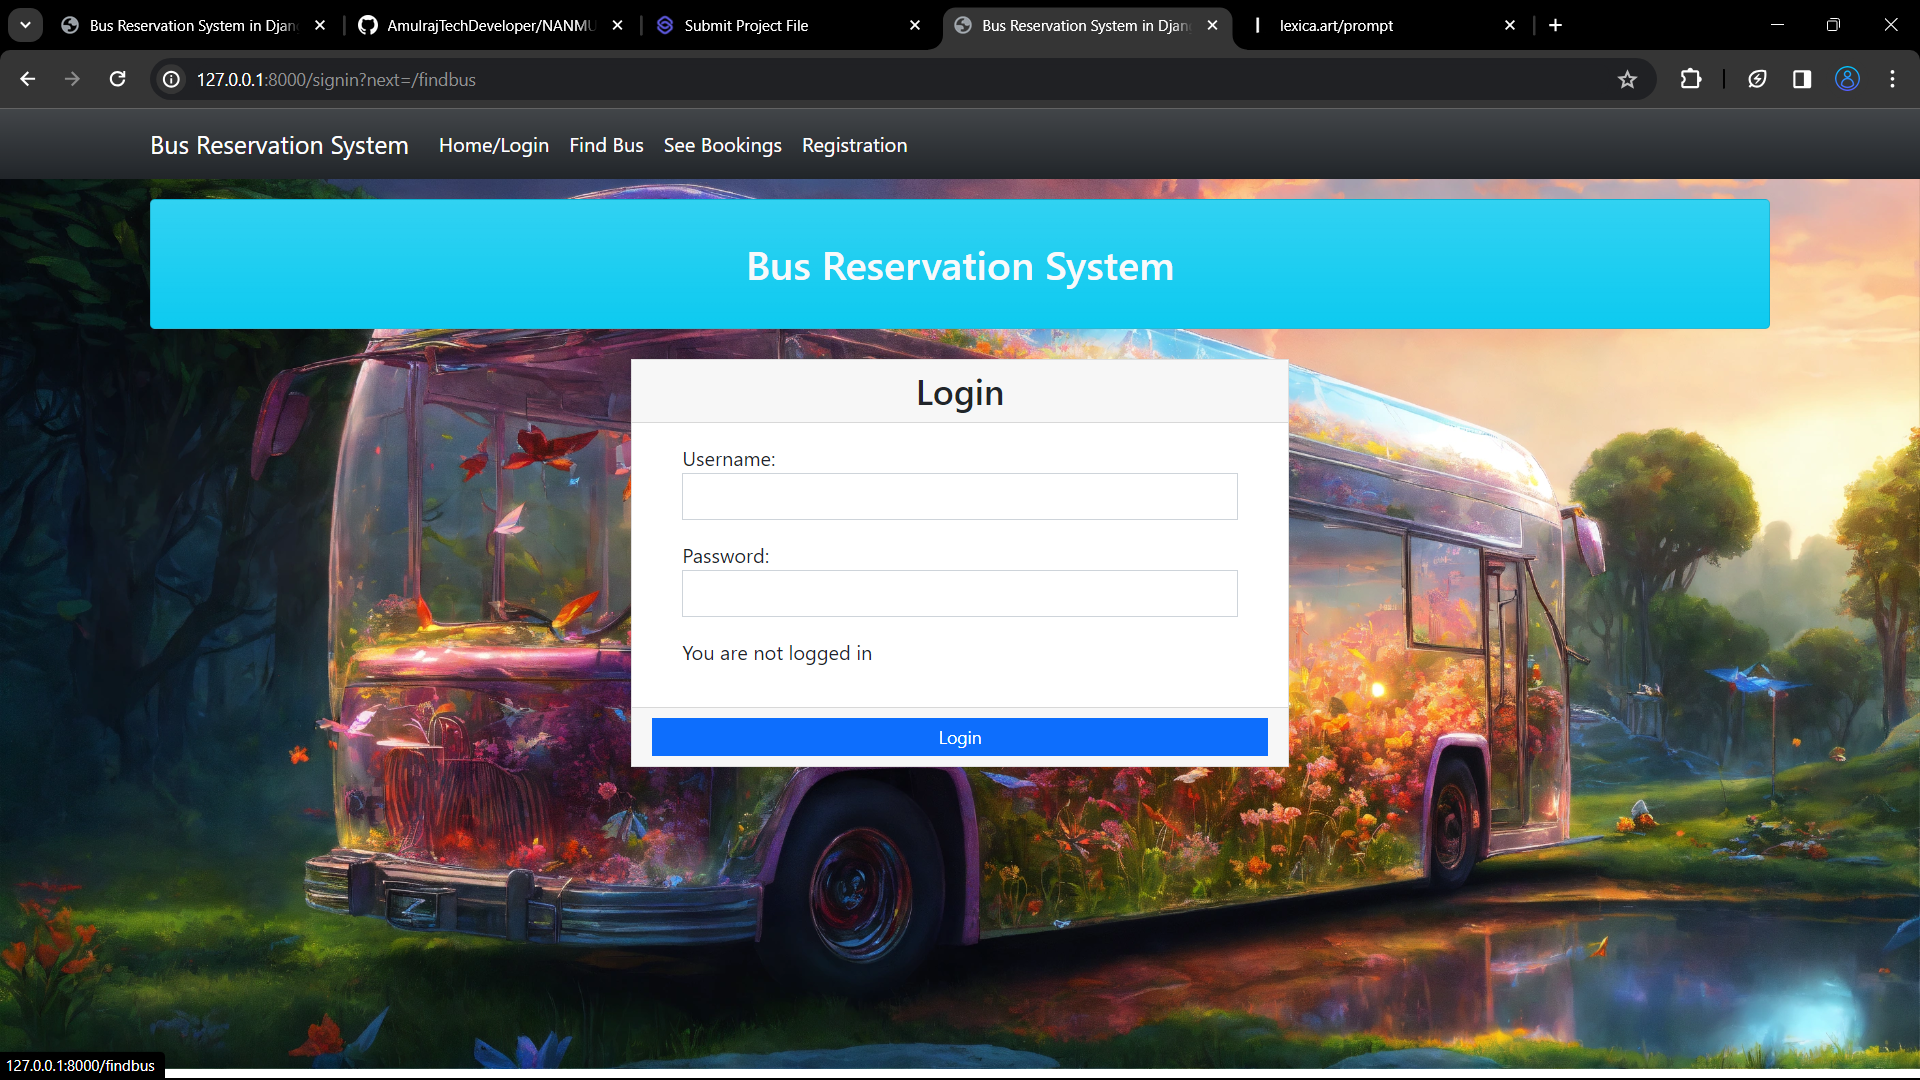 Bus Reservation System in Djan
AmulrajTechDeveloper/NANMU
Submit Project File
Bus Reservation System in Djan
lexica.art/prompt
127.0.0.1:8000/signin?next=/findbus
Bus Reservation System Home/Login Find Bus See Bookings Registration
Bus Reservation System
Login
Username:
Password:
You are not logged in
Login
127.0.0.1:8000/findbus